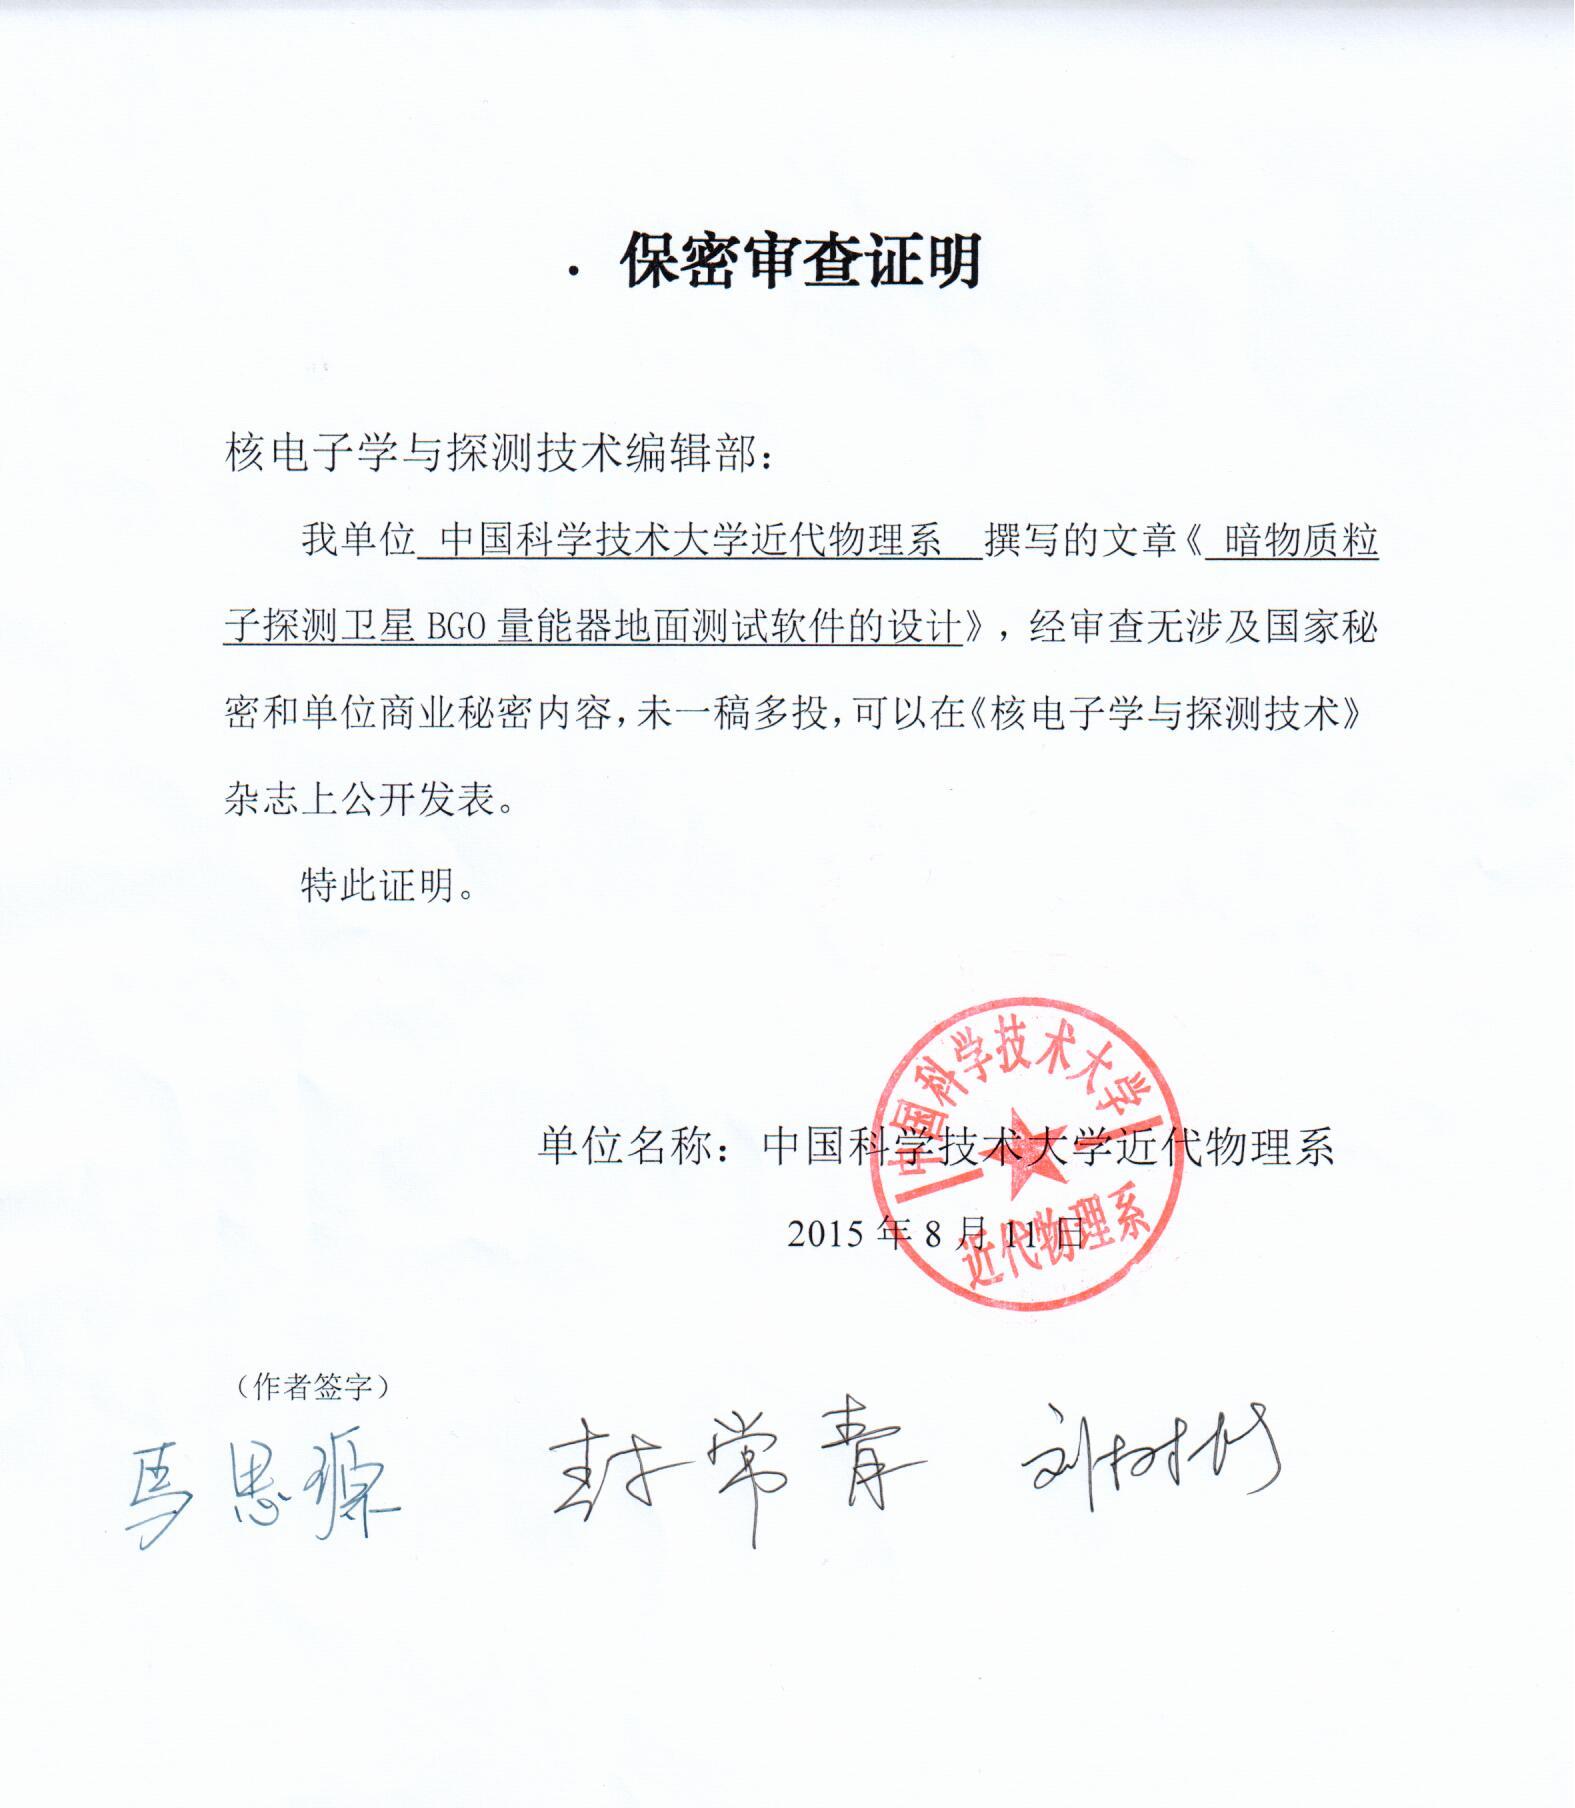 保密审查证明
核电子学与探测技术编辑部：
我单位 中国科学技术大学近代物理系 撰写的文章《 暗物质粒
子探测卫星 BGO 量能器地面测试软件的设计》，经审查无涉及国家秘
密和单位商业秘密内容，未一稿多投，可以在《核电子学与探测技术》
杂志上公开发表。
特此证明。
中国科学技术大学
单位名称：中国科学技术大学近代物理系
2015 年 8 月 11 日
近代物理系
（作者签字）
马思源 封常青 刘树彬